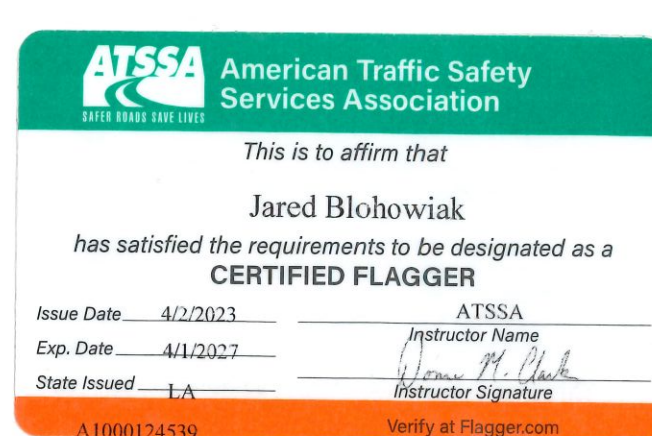 ATSSA
SAFER ROADS SAVE LIVES
American Traffic Safety
Services Association
This is to affirm that
Jared Blohowiak
has satisfied the requirements to be designated as a
CERTIFIED FLAGGER
Issue Date 4/2/2023
ATSSA
Instructor Name
Exp. Date 4/1/2027
Donna M. Clark
Instructor Signature
State Issued LA
A1000124539
Verify at Flagger.com